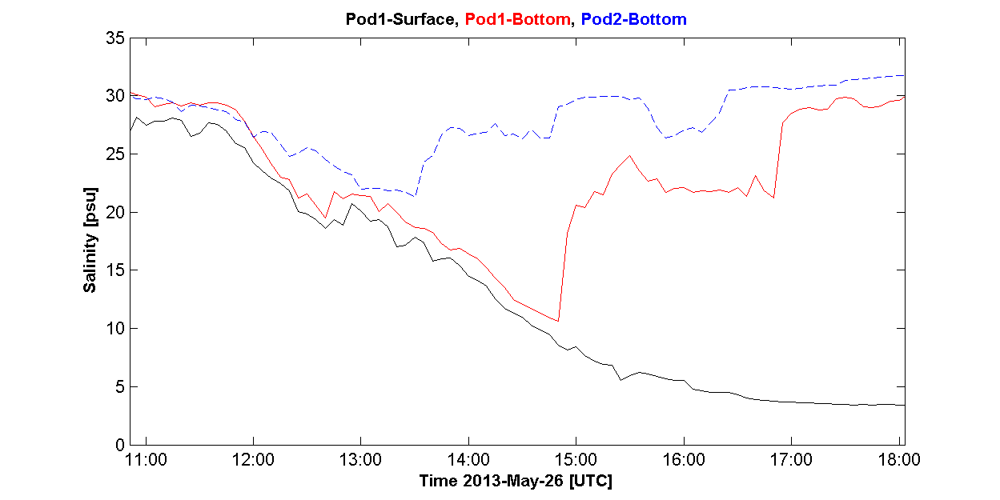 Pod1-Surface, Pod1-Bottom, Pod2-Bottom
35
30
25
20
15
10
5
0
Salinity [psu]
11:00 12:00 13:00 14:00 15:00 16:00 17:00 18:00
Time 2013-May-26 [UTC]